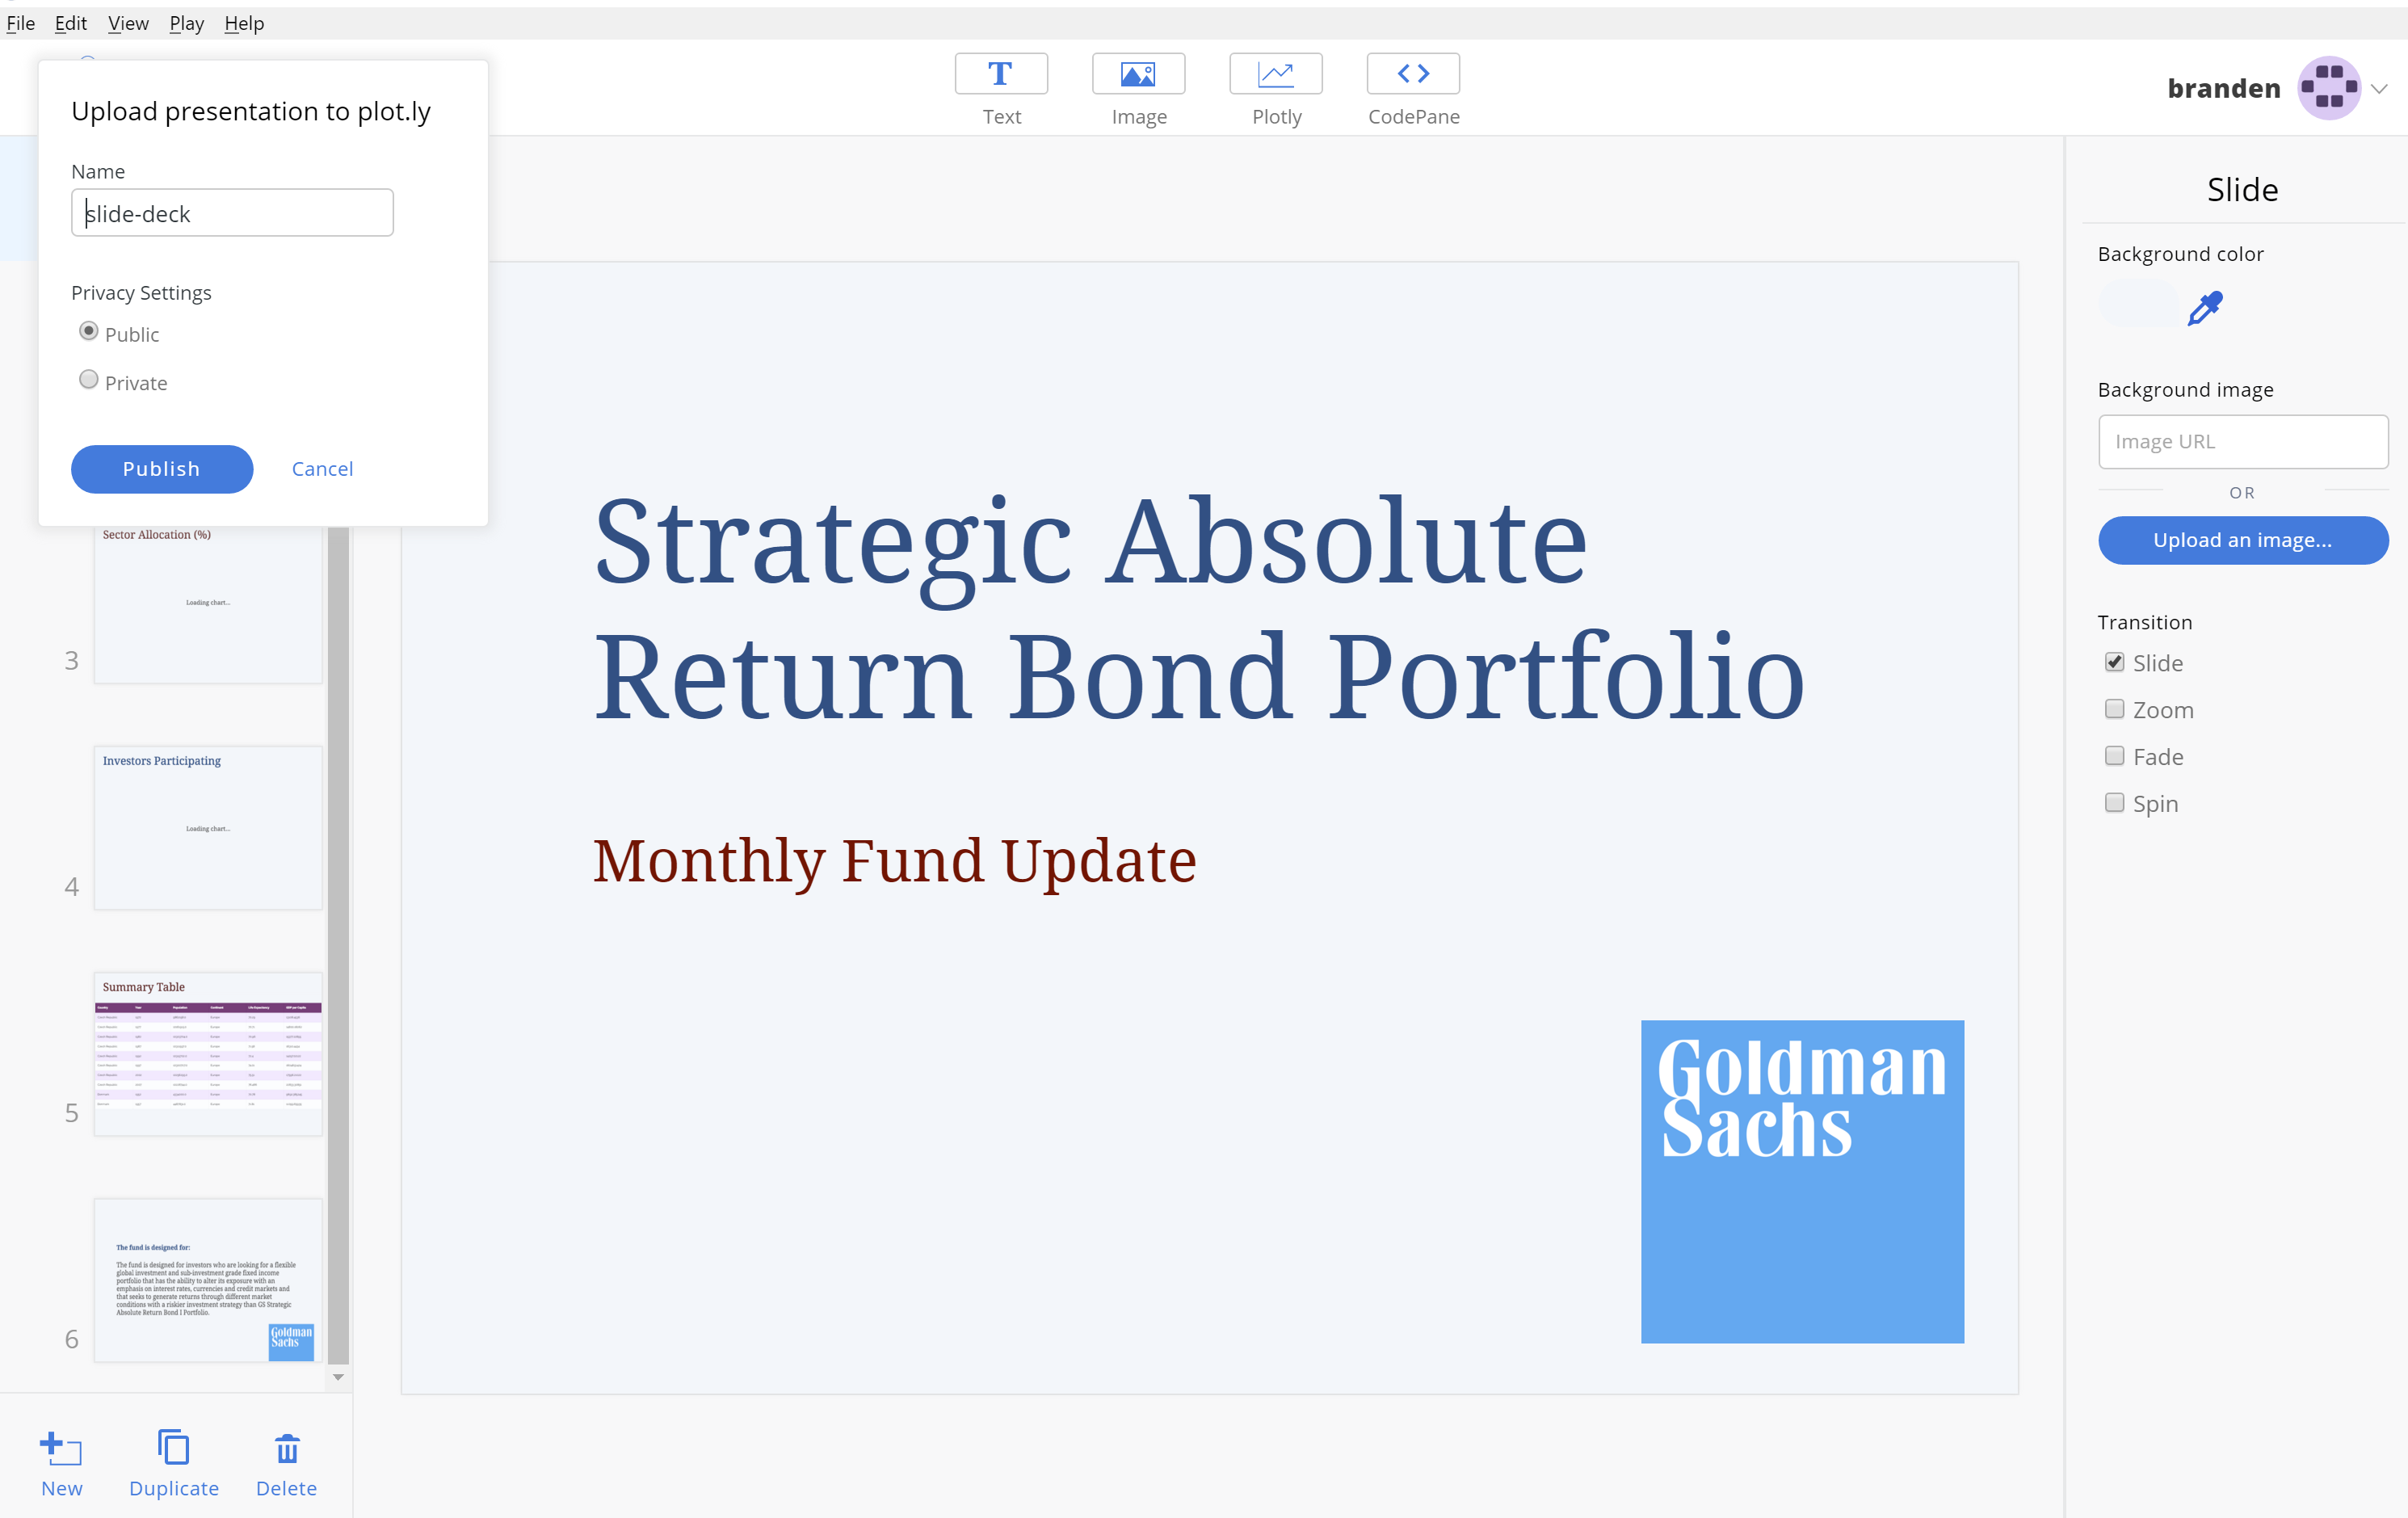 File Edit View Play Help
Upload presentation to plot.ly
Name
slide-deck
Privacy Settings
Public
Private
Publish Cancel
T
Text Image Plotly CodePane
branden
Sector Allocation (%)
Loading chart...
3
Investors Participating
Loading chart...
4
Summary Table
5
The fund is designed for:
The fund is designed for investors who are looking for a flexible
global investment and sub-investment grade fixed income
portfolio that has the ability to alter its exposure with an
emphasis on interest rates, currencies and credit markets and
that seeks to generate returns through different market
conditions with a riskier investment strategy than GS Strategic
Absolute Return Bond I Portfolio.
Goldman
Sachs
6
New Duplicate Delete
Strategic Absolute
Return Bond Portfolio
Monthly Fund Update
Goldman
Sachs
Slide
Background color
Background image
Image URL
OR
Upload an image...
Transition
Slide
Zoom
Fade
Spin